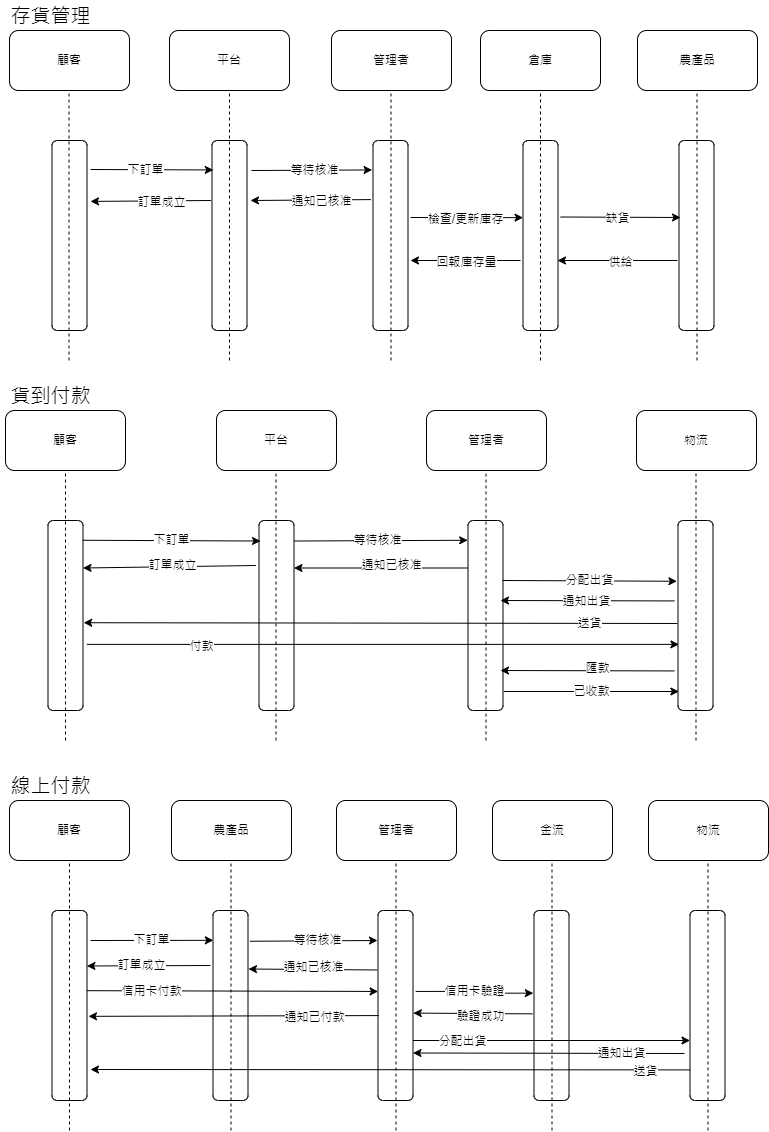 存貨管理
顧客
平台
管理者
倉庫
農產品
下訂單
等待核准
訂單成立
通知已核准
檢查/更新庫存
缺貨
回報庫存量
供給
貨到付款
顧客
平台
管理者
物流
下訂單
等待核准
訂單成立
通知已核准
分配出貨
通知出貨
送貨
付款
匯款
已收款
線上付款
顧客
農產品
管理者
金流
物流
下訂單
等待核准
訂單成立
通知已核准
信用卡付款
信用卡驗證
通知已付款
驗證成功
分配出貨
通知出貨
送貨